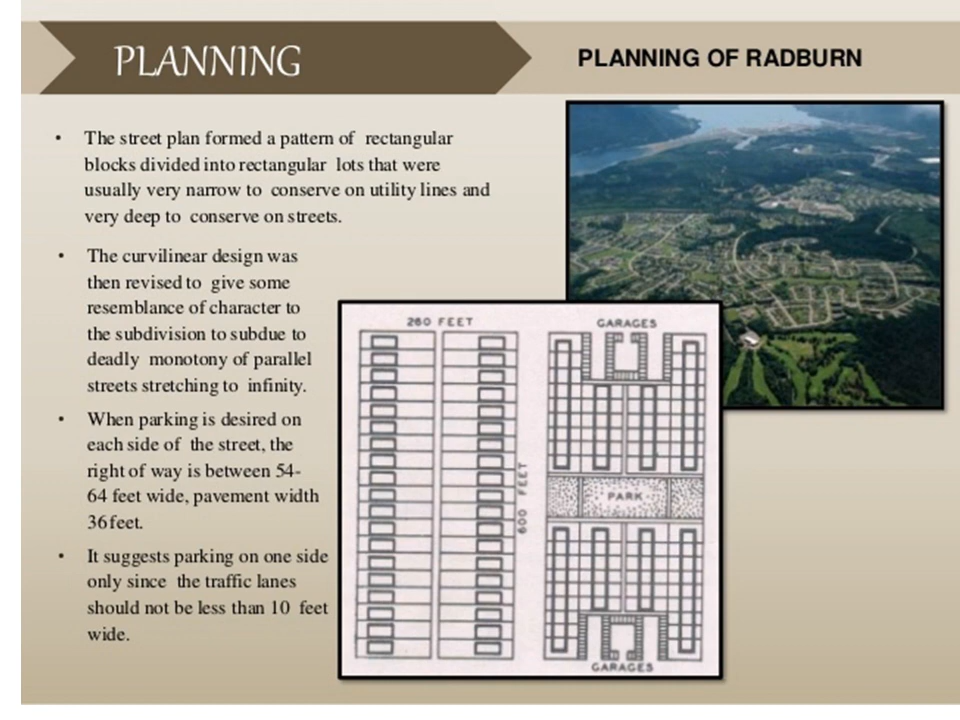 PLANNING
PLANNING OF RADBURN
• The street plan formed a pattern of rectangular
blocks divided into rectangular lots that were
usually very narrow to conserve on utility lines and
very deep to conserve on streets.
• The curvilinear design was
then revised to give some
resemblance of character to
the subdivision to subdue to
deadly monotony of parallel
streets stretching to infinity.
• When parking is desired on
each side of the street, the
right of way is between 54-
64 feet wide, pavement width
36feet.
• It suggests parking on one side
only since the traffic lanes
should not be less than 10 feet
wide.
260 FEET
600 FEET
GARAGES
PARK
GARAGES